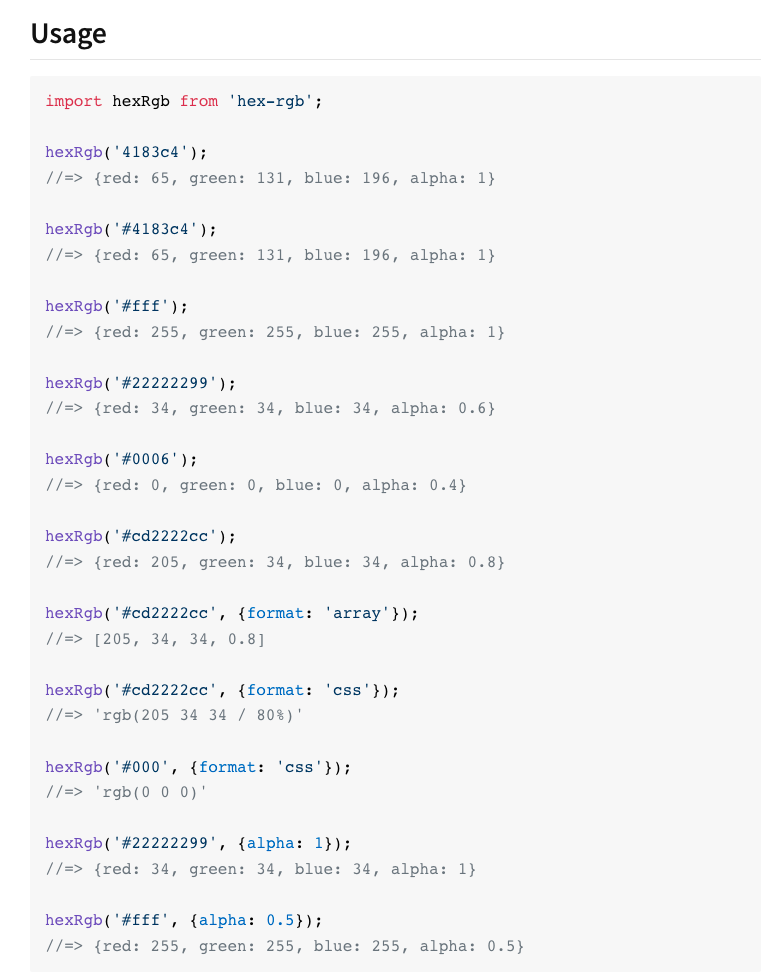 Usage
import hexRgb from 'hex-rgb';
hexRgb('4183c4');
//=> {red: 65, green: 131, blue: 196, alpha: 1}
hexRgb('#4183c4');
//=> {red: 65, green: 131, blue: 196, alpha: 1}
hexRgb('#fff');
//=> {red: 255, green: 255, blue: 255, alpha: 1}
hexRgb('#22222299');
//=> {red: 34, green: 34, blue: 34, alpha: 0.6}
hexRgb('#0006');
//=> {red: 0, green: 0, blue: 0, alpha: 0.4}
hexRgb('#cd2222cc');
//=> {red: 205, green: 34, blue: 34, alpha: 0.8}
hexRgb('#cd2222cc', {format: 'array'});
//=> [205, 34, 34, 0.8]
hexRgb('#cd2222cc', {format: 'css'});
//=> 'rgb(205 34 34 / 80%)'
hexRgb('#000', {format: 'css'});
//=> 'rgb(0 0 0)'
hexRgb('#22222299', {alpha: 1});
//=> {red: 34, green: 34, blue: 34, alpha: 1}
hexRgb('#fff', {alpha: 0.5});
//=> {red: 255, green: 255, blue: 255, alpha: 0.5}